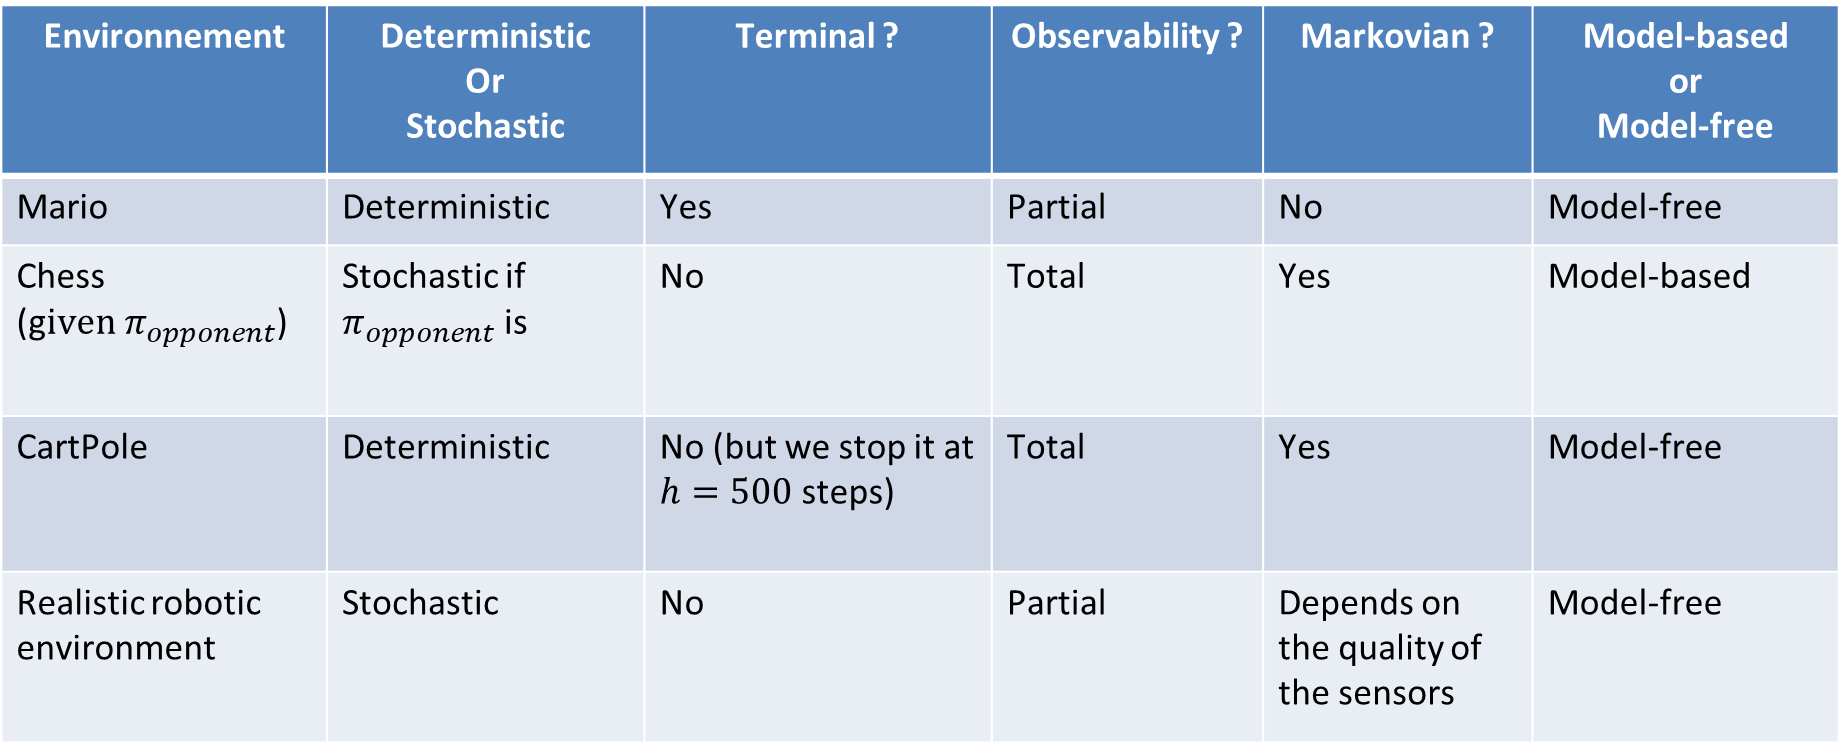 Environnement
Deterministic
Or
Stochastic
Terminal ?
Observability ?
Markovian ?
Model-based
or
Model-free
Mario
Deterministic
Yes
Partial
No
Model-free
Chess
(given π_opponent)
Stochastic if
π_opponent is
No
Total
Yes
Model-based
CartPole
Deterministic
No (but we stop it at
h = 500 steps)
Total
Yes
Model-free
Realistic robotic
environment
Stochastic
No
Partial
Depends on
the quality of
the sensors
Model-free